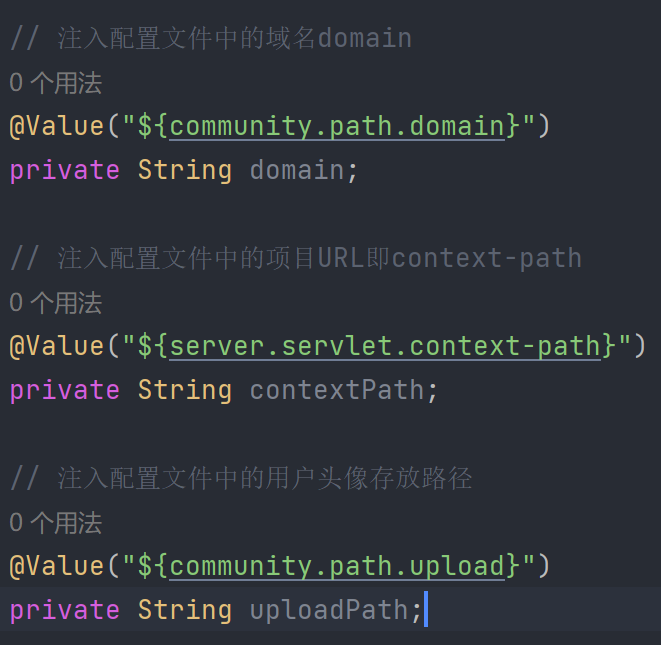 // 注入配置文件中的域名domain
0 个用法
@Value("${community.path.domain}")
private String domain;
// 注入配置文件中的项目URL即context-path
0 个用法
@Value("${server.servlet.context-path}")
private String contextPath;
// 注入配置文件中的用户头像存放路径
0 个用法
@Value("${community.path.upload}")
private String uploadPath;